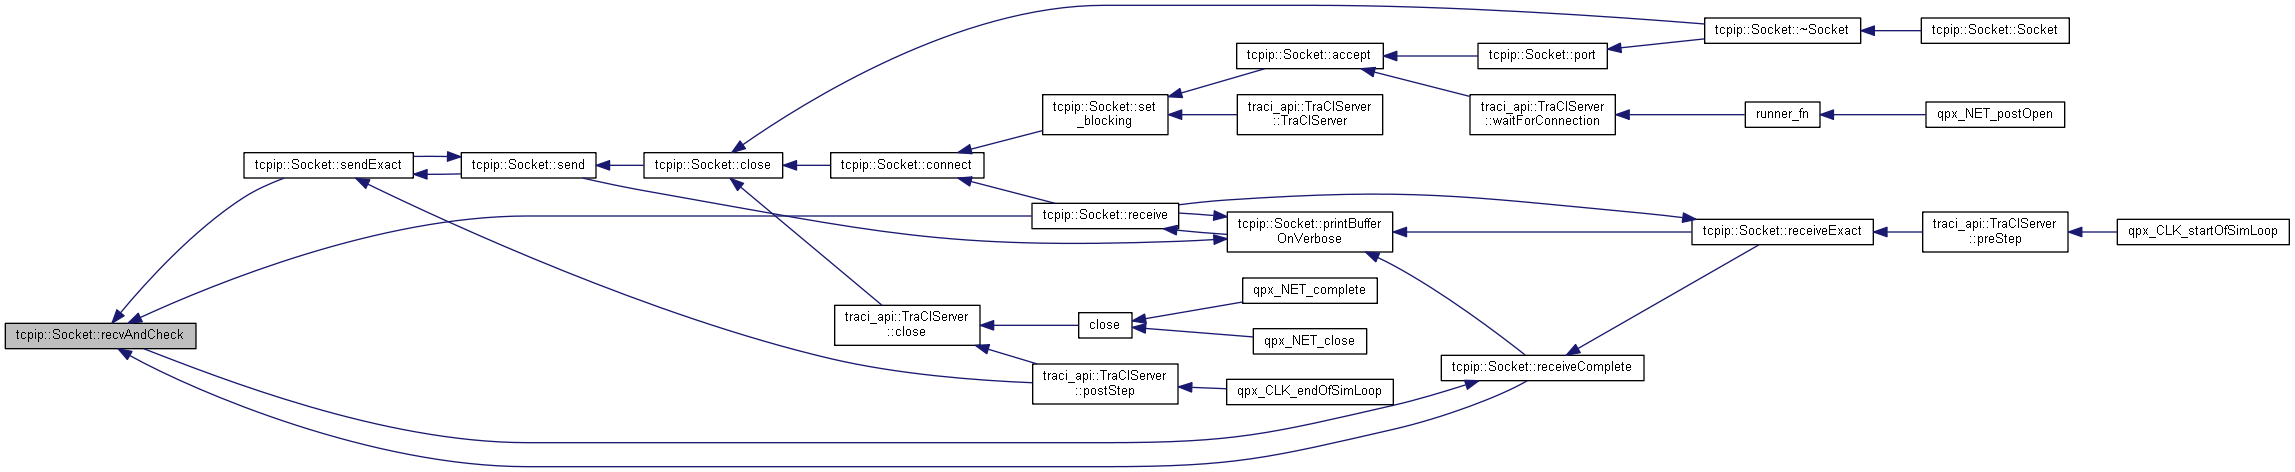 tcpip::Socket::~Socket
tcpip::Socket::Socket
tcpip::Socket::accept
tcpip::Socket::port
tcpip::Socket::set
_blocking
traci_api::TraCIServer
::TraCIServer
traci_api::TraCIServer
::waitForConnection
runner_fn
qpx_NET_postOpen
tcpip::Socket::sendExact
tcpip::Socket::send
tcpip::Socket::close
tcpip::Socket::connect
tcpip::Socket::receive
tcpip::Socket::printBuffer
OnVerbose
tcpip::Socket::receiveExact
traci_api::TraCIServer
::preStep
qpx_CLK_startOfSimLoop
tcpip::Socket::recvAndCheck
traci_api::TraCIServer
::close
close
qpx_NET_complete
qpx_NET_close
traci_api::TraCIServer
::postStep
qpx_CLK_endOfSimLoop
tcpip::Socket::receiveComplete